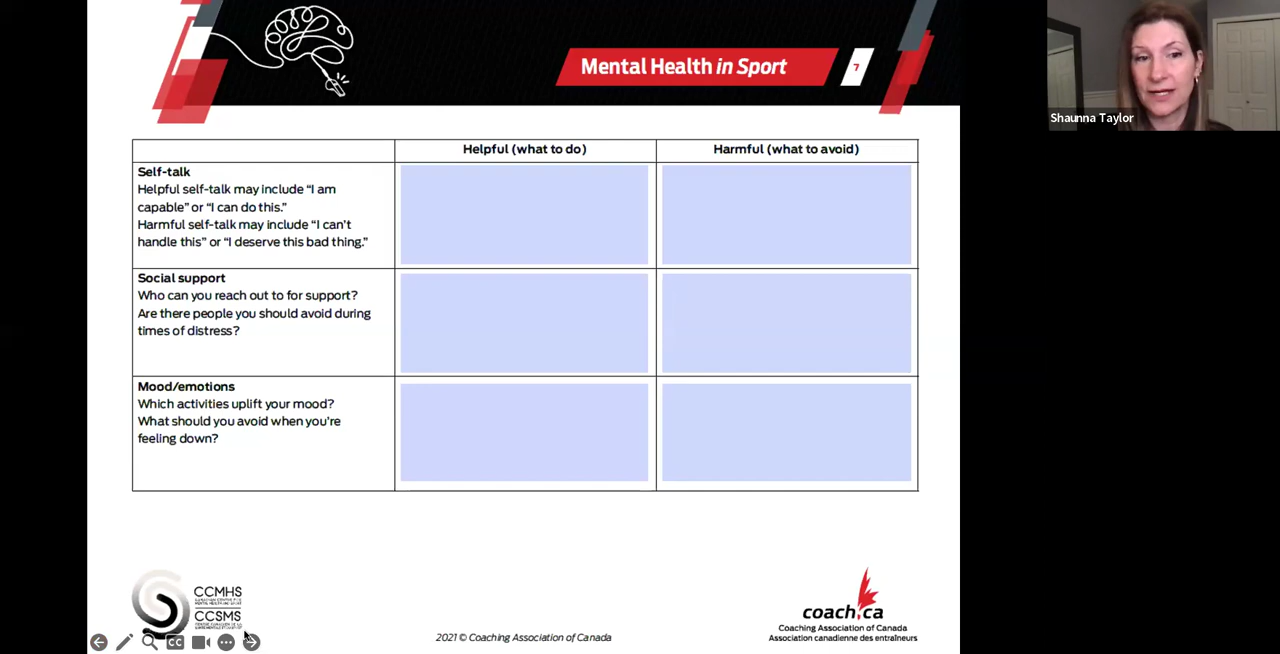 Mental Health in Sport
7
Shaunna Taylor
Helpful (what to do)
Harmful (what to avoid)
Self-talk
Helpful self-talk may include “I am
capable” or “I can do this.”
Harmful self-talk may include “I can’t
handle this” or “I deserve this bad thing.”
Social support
Who can you reach out to for support?
Are there people you should avoid during
times of distress?
Mood/emotions
Which activities uplift your mood?
What should you avoid when you’re
feeling down?
CCMHS
CCSMS
CC
2021 © Coaching Association of Canada
coach.ca
Coaching Association of Canada
Association canadienne des entraîneurs